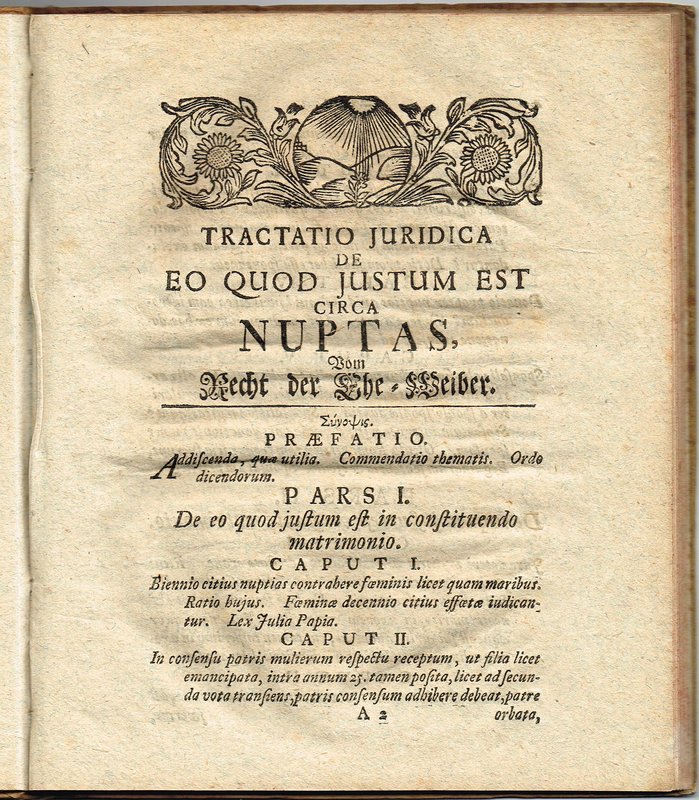 TRACTATIO JURIDICA
DE
EO QUOD JUSTUM EST
CIRCA
NUPTAS,
Vom
Recht der Ehe-Weiber.
Σύνοψις.
PRÆFATIO.
Addiſcenda, quæ utilia. Commendatio thematis. Ordo
dicendorum.
PARS I.
De eo quod juſtum eſt in conſtituendo
matrimonio.
CAPUT I.
Biennio citius nuptias contrahere fœminis licet quam maribus.
Ratio hujus. Fœminæ decennio citius effœtæ iudican-
tur. Lex Julia Papia.
CAPUT II.
In conſenſu patris mulierum reſpectu receptum, ut filia licet
emancipata, intra annum 25. tamen poſita, licet ad ſecun-
da vota tranſiens, patris conſenſum adhibere debeat, patre
A 2 orbata,